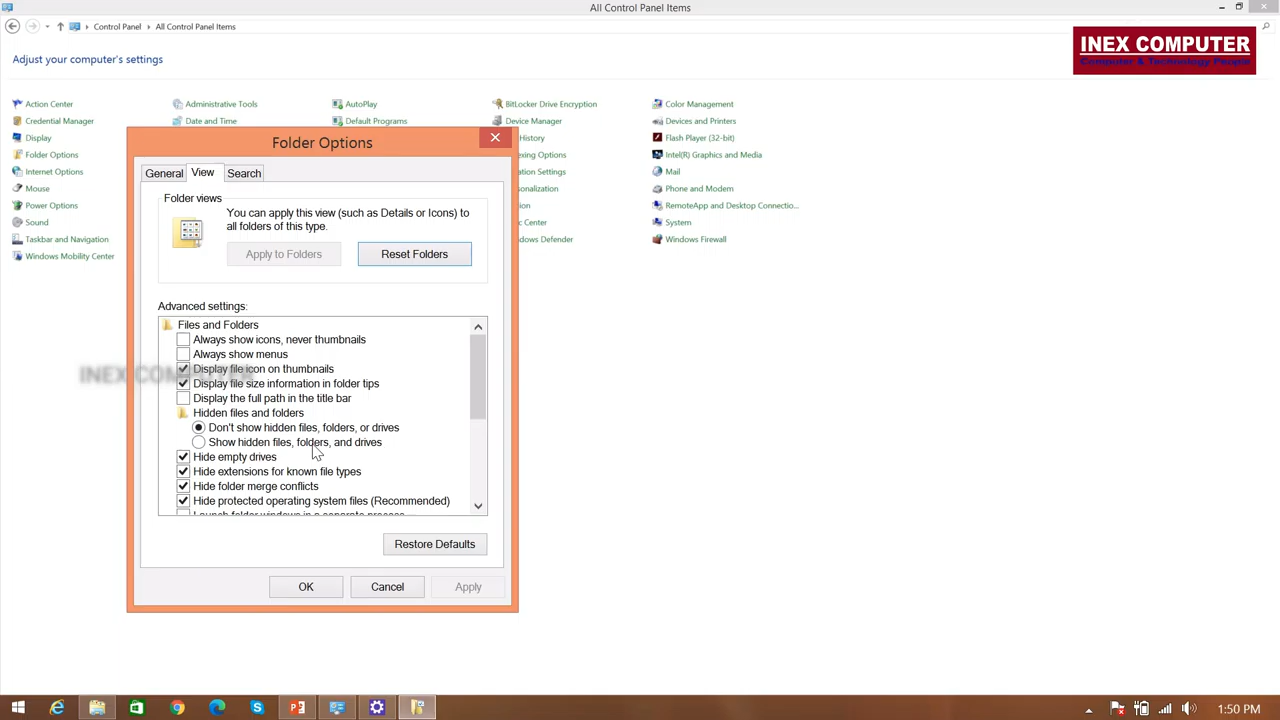 All Control Panel Items
Control Panel
All Control Panel Items
INEX COMPUTER
Computer & Technology People
Adjust your computer's settings
Action Center
Administrative Tools
AutoPlay
BitLocker Drive Encryption
Color Management
Credential Manager
Date and Time
Default Programs
Device Manager
Devices and Printers
Display
History
Flash Player (32-bit)
Folder Options
exing Options
Intel(R) Graphics and Media
Internet Options
ation Settings
Mail
Mouse
sonalization
Phone and Modem
Power Options
ion
RemoteApp and Desktop Connectio...
Sound
c Center
System
Taskbar and Navigation
dows Defender
Windows Firewall
Windows Mobility Center
Folder Options
General
View
Search
Folder views
You can apply this view (such as Details or Icons) to
all folders of this type.
Apply to Folders
Reset Folders
Advanced settings:
Files and Folders
Always show icons, never thumbnails
Always show menus
Display file icon on thumbnails
INEX COMPUTER
Display file size information in folder tips
Display the full path in the title bar
Hidden files and folders
Don't show hidden files, folders, or drives
Show hidden files, folders, and drives
Hide empty drives
Hide extensions for known file types
Hide folder merge conflicts
Hide protected operating system files (Recommended)
Launch folder windows in a separate process
Restore Defaults
OK
Cancel
Apply
1:50 PM